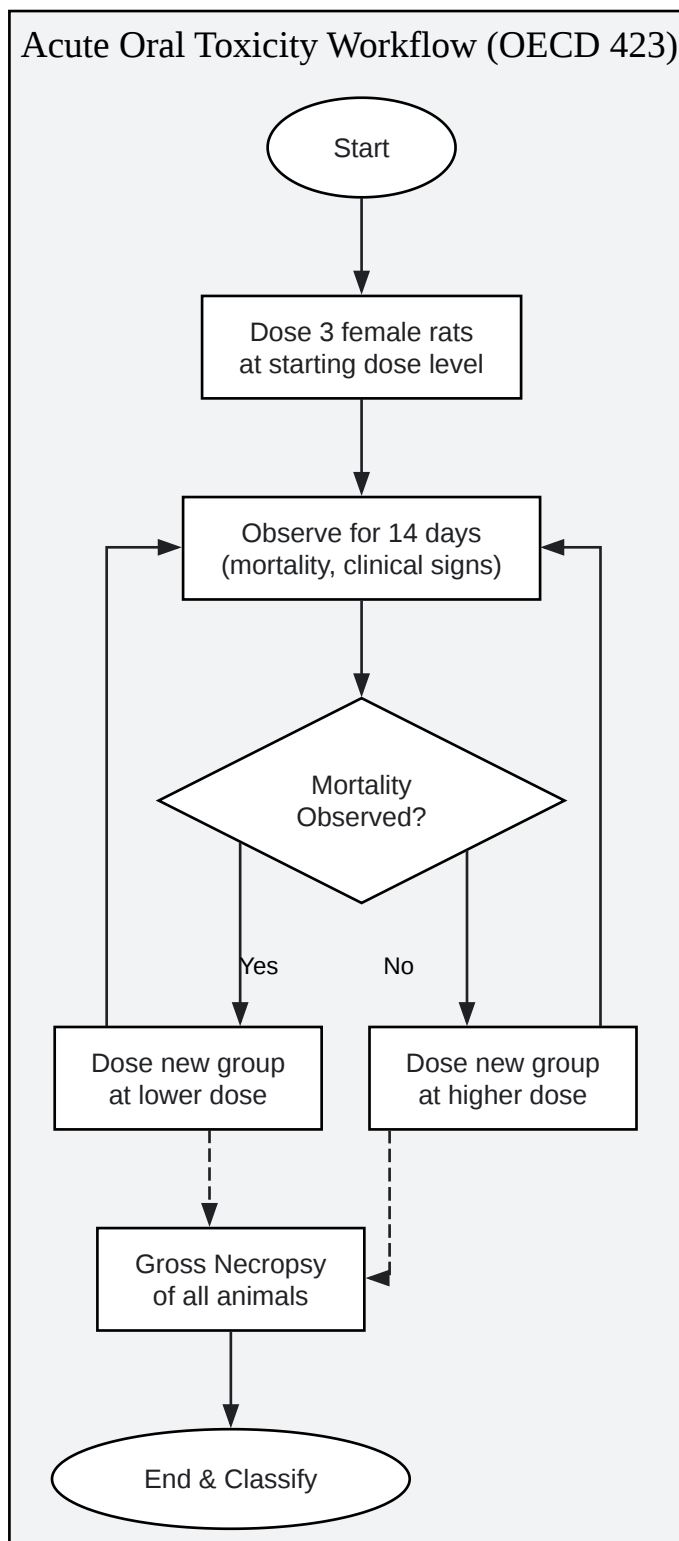 Acute Oral Toxicity Workflow (OECD 423)
Start
Dose 3 female rats
at starting dose level
Observe for 14 days
(mortality, clinical signs)
Mortality
Observed?
Yes
No
Dose new group
at lower dose
Dose new group
at higher dose
Gross Necropsy
of all animals
End & Classify